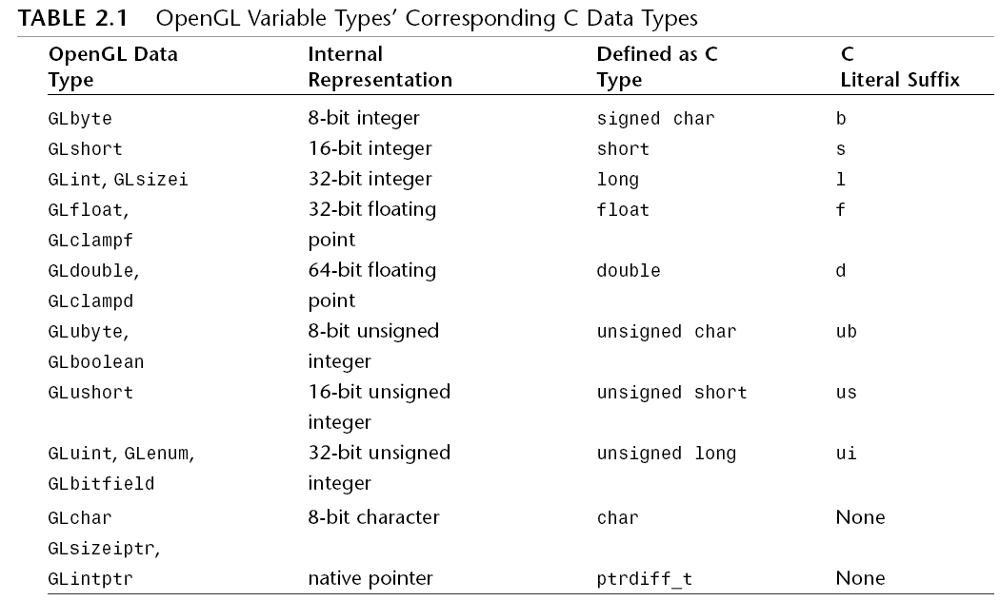 TABLE 2.1 OpenGL Variable Types’ Corresponding C Data Types
OpenGL Data Internal Defined as C C
Type Representation Type Literal Suffix
GLbyte 8-bit integer signed char b
GLshort 16-bit integer short s
GLint, GLsizei 32-bit integer long l
GLfloat, 32-bit floating float f
GLclampf point
GLdouble, 64-bit floating double d
GLclampd point
GLubyte, 8-bit unsigned unsigned char ub
GLboolean integer
GLushort 16-bit unsigned unsigned short us
integer
GLuint, GLenum, 32-bit unsigned unsigned long ui
GLbitfield integer
GLchar 8-bit character char None
GLsizeiptr,
GLintptr native pointer ptrdiff_t None